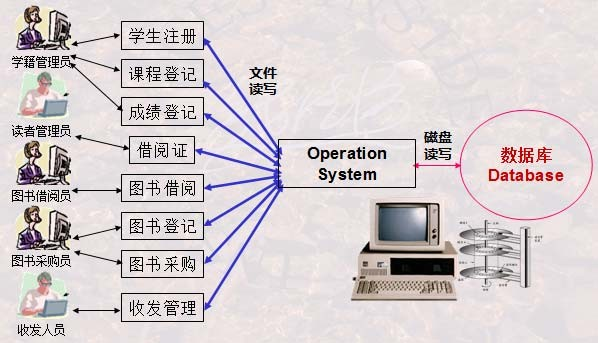 学籍管理员
读者管理员
图书借阅员
图书采购员
收发人员
学生注册
课程登记
成绩登记
借阅证
图书借阅
图书登记
图书采购
收发管理
文件
读写
Operation
System
磁盘
读写
数据库
Database